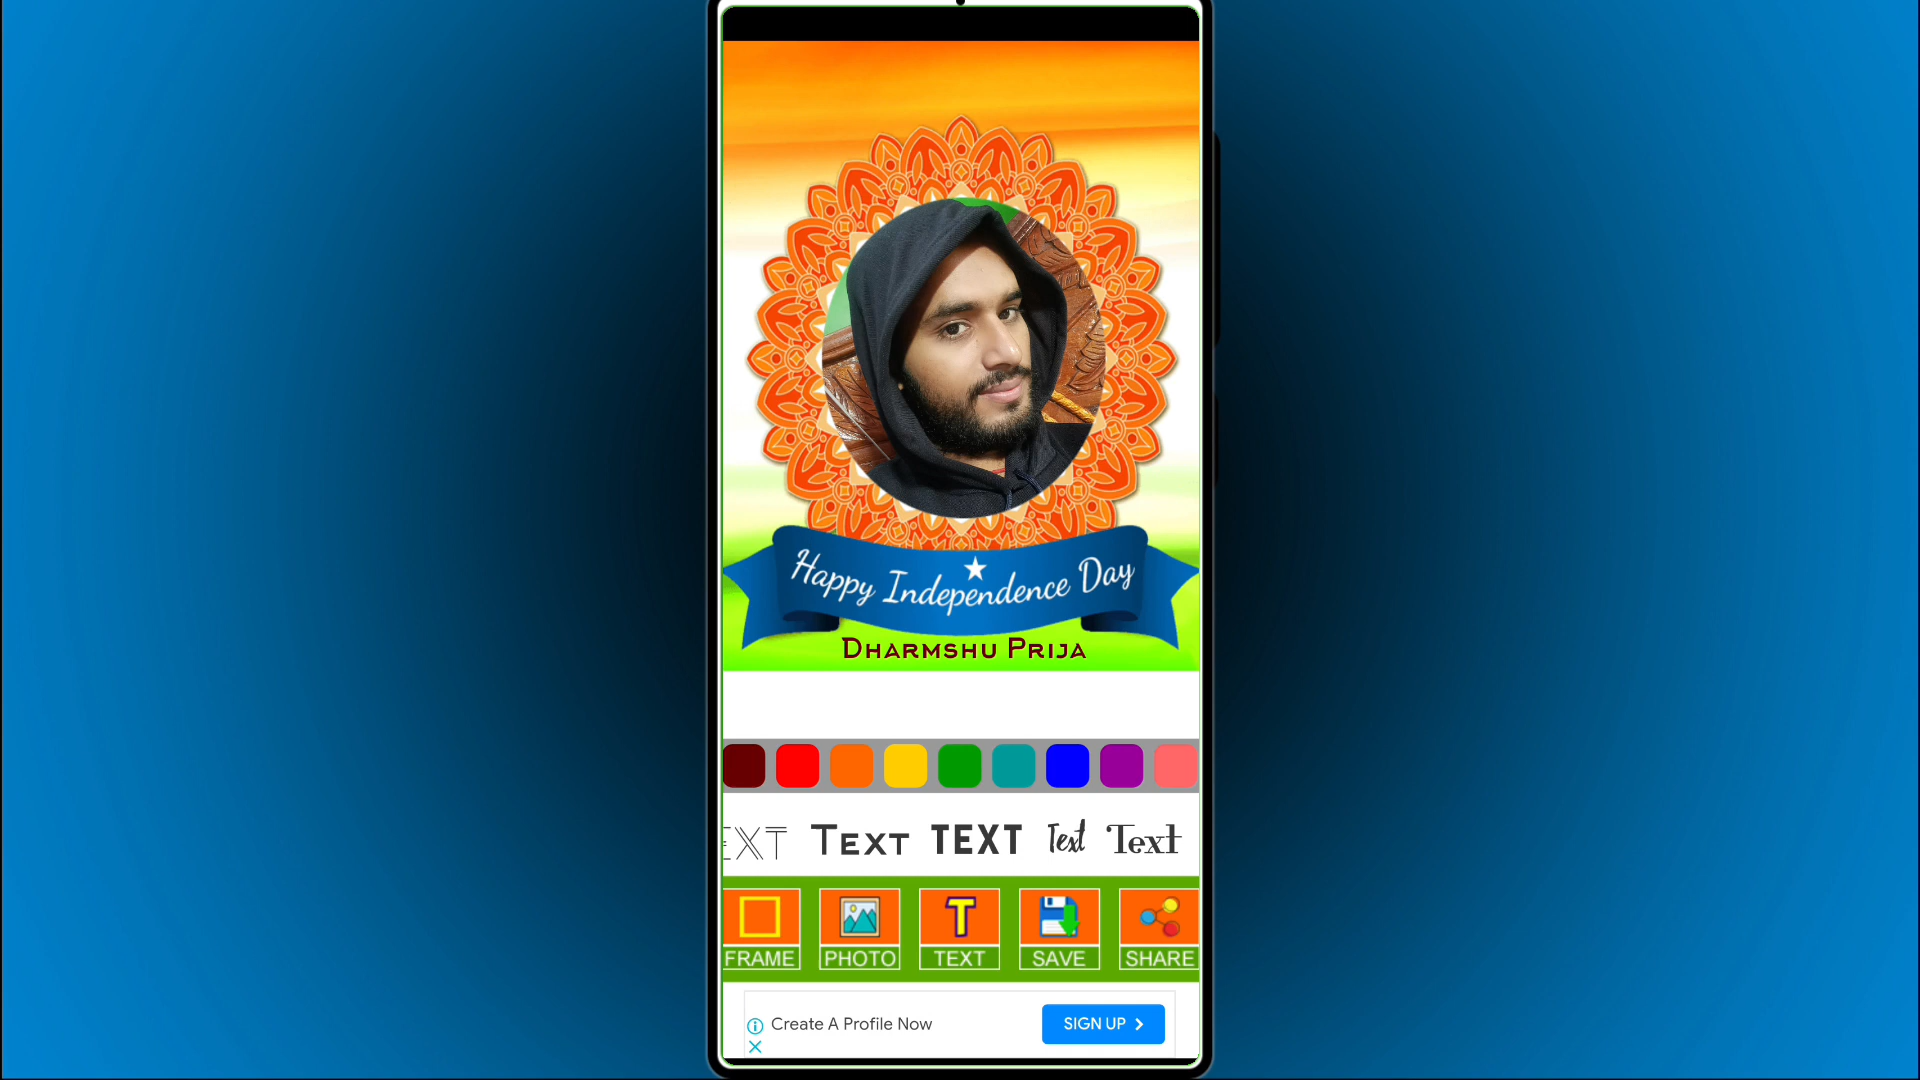 Happy Independence Day
Dharmshu Prija
EXT Text TEXT Text Text
FRAME PHOTO TEXT SAVE SHARE
Create A Profile Now SIGN UP